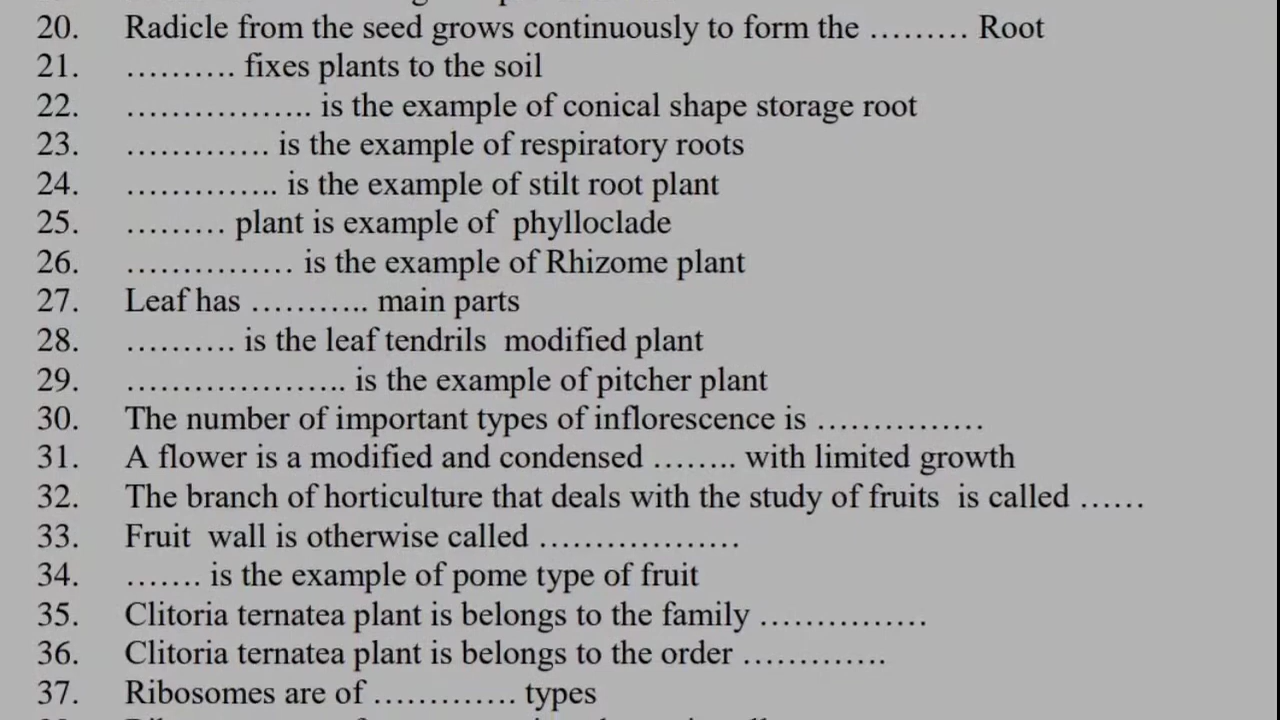 20. Radicle from the seed grows continuously to form the ……… Root
21. ………. fixes plants to the soil
22. …………….. is the example of conical shape storage root
23. …………. is the example of respiratory roots
24. ………….. is the example of stilt root plant
25. ……… plant is example of phylloclade
26. …………… is the example of Rhizome plant
27. Leaf has ……….. main parts
28. ………. is the leaf tendrils modified plant
29. ………………... is the example of pitcher plant
30. The number of important types of inflorescence is ……………
31. A flower is a modified and condensed …….. with limited growth
32. The branch of horticulture that deals with the study of fruits is called ……
33. Fruit wall is otherwise called ………………
34. ……. is the example of pome type of fruit
35. Clitoria ternatea plant is belongs to the family ……………
36. Clitoria ternatea plant is belongs to the order ………….
37. Ribosomes are of …………. types